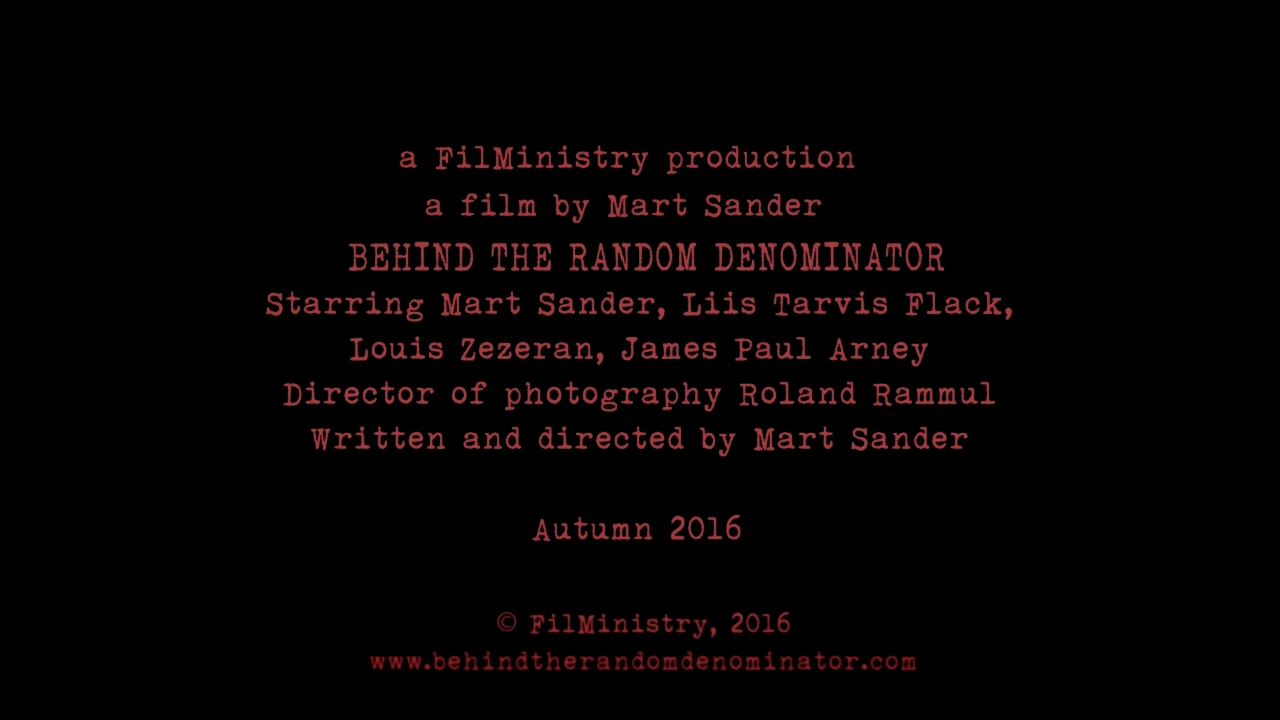 a FilMinistry production
a film by Mart Sander
BEHIND THE RANDOM DENOMINATOR
Starring Mart Sander, Liis Tarvis Flack,
Louis Zezeran, James Paul Arney
Director of photography Roland Rammul
Written and directed by Mart Sander
Autumn 2016
© FilMinistry, 2016
www.behindtherandomdenominator.com